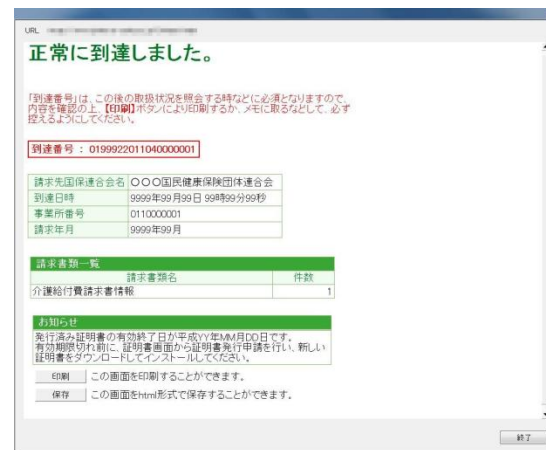 URL
正常に到達しました。
「到達番号」は、この後の取扱状況を照会する時などに必須となりますので、
内容を確認の上、【印刷】ボタンにより印刷するか、メモに取るなどして、必ず
控えるようにしてください。
到達番号 : 0199922011040000001
請求先国保連合会名 〇〇〇国民健康保険団体連合会
到達日時 9999年99月99日 99時99分99秒
事業所番号 0110000001
請求年月 9999年99月
請求書類一覧
請求書類名 件数
介護給付費請求書情報 1
お知らせ
発行済み証明書の有効終了日が平成YY年MM月DD日です。
有効期限切れ前に、証明書画面から証明書発行申請を行い、新しい
証明書をダウンロードしてインストールしてください。
印刷 この画面を印刷することができます。
保存 この画面をhtml形式で保存することができます。
終了